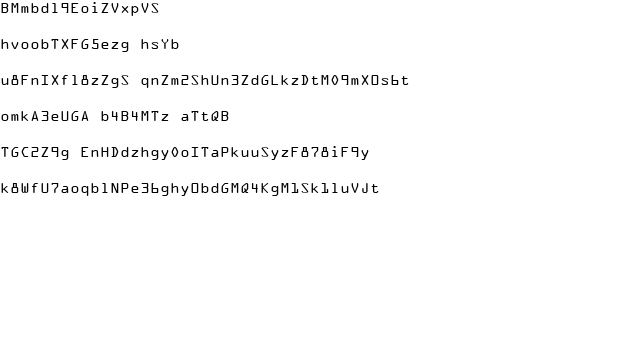 BMmbdl9EoiZVxpVS
hvoobTXFG5ezg hsYb
u8FnIXfl8zZgS qnZm2ShUn3ZdGLkzDtM09mXOs6t
omkA3eUGA b4B4MTz aTtQB
TGC2Z9g EnHDdzhgy0oITaPkuuSyzF878iF9y
k8WfU7aoqblNPe36ghyObdGMQ4KgM1Sk1luVJt